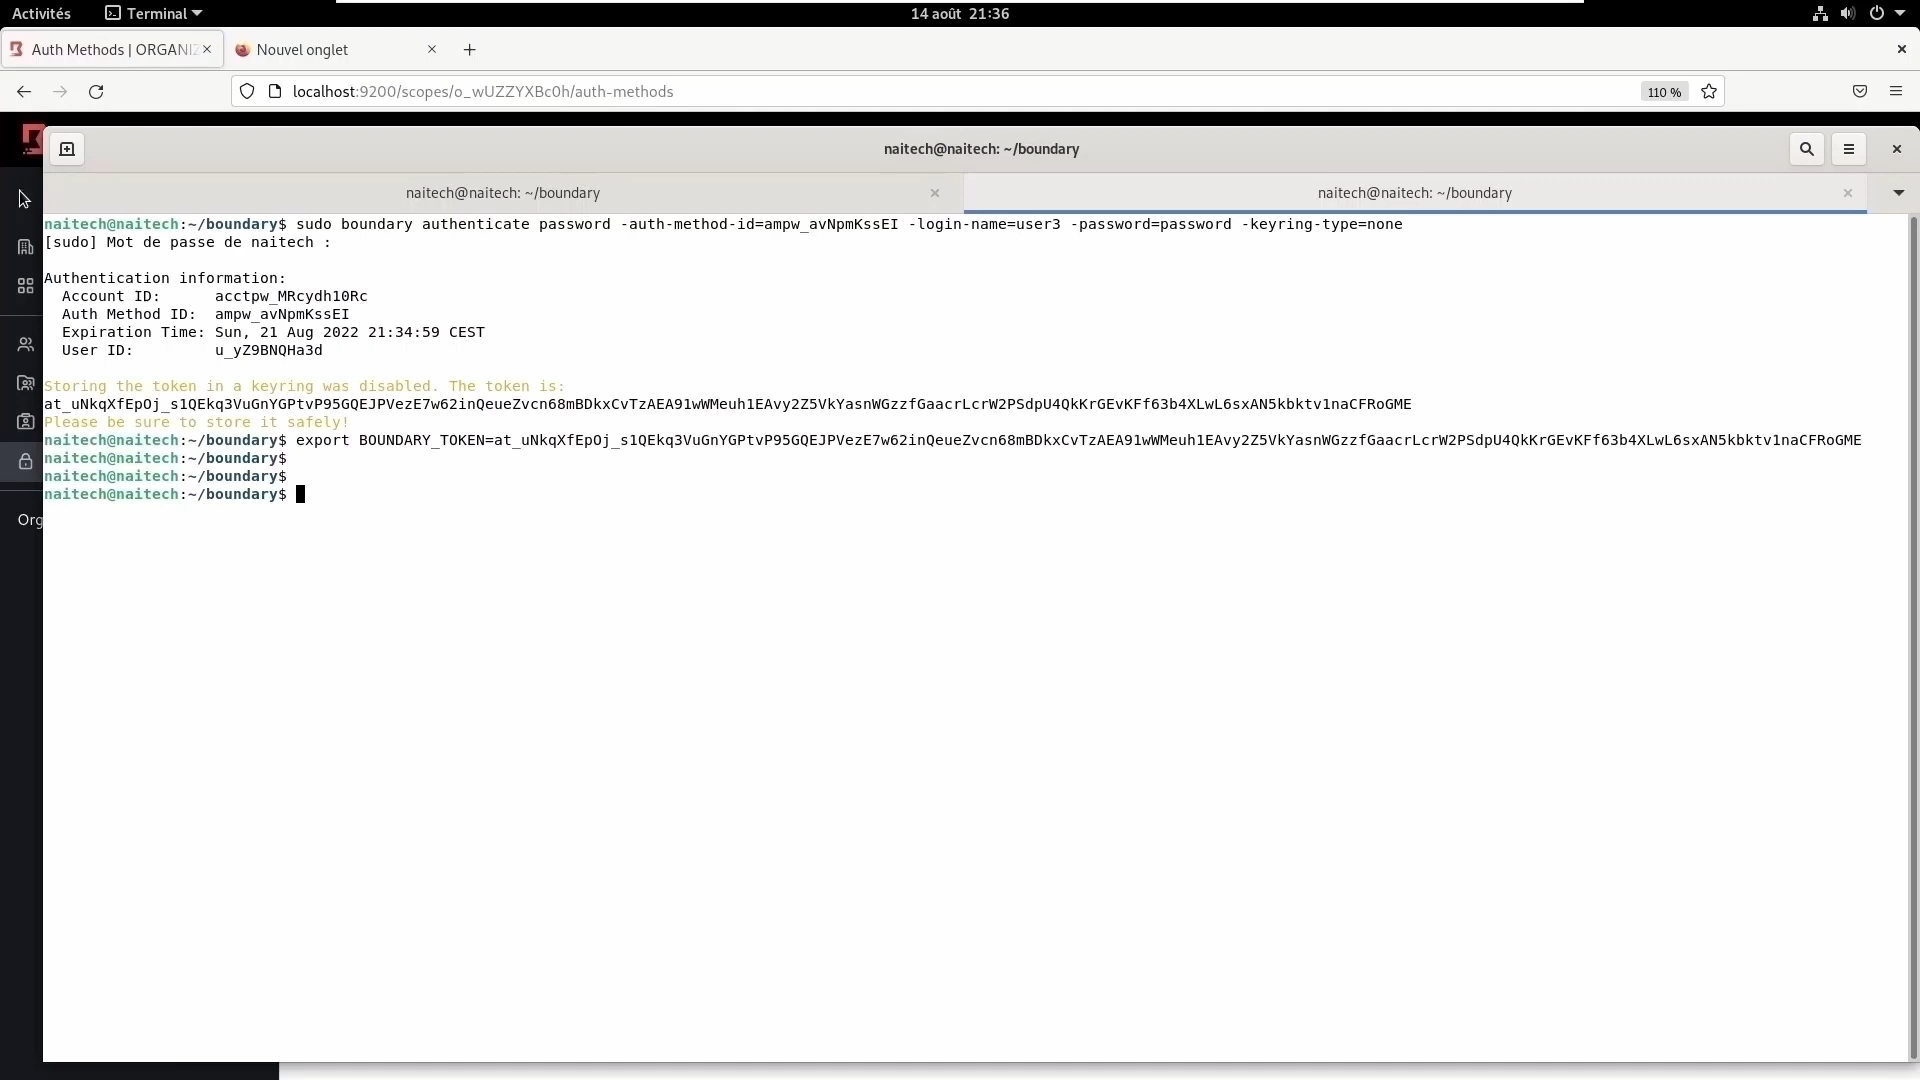 Activités
Terminal
14 août 21:36
Auth Methods | ORGANIZ
Nouvel onglet
localhost:9200/scopes/o_wUZZYXBc0h/auth-methods
110 %
naitech@naitech: ~/boundary
naitech@naitech: ~/boundary
naitech@naitech: ~/boundary
naitech@naitech:~/boundary$ sudo boundary authenticate password -auth-method-id=ampw_avNpmKssEI -login-name=user3 -password=password -keyring-type=none
[sudo] Mot de passe de naitech :
Authentication information:
Account ID: acctpw_MRcydh10Rc
Auth Method ID: ampw_avNpmKssEI
Expiration Time: Sun, 21 Aug 2022 21:34:59 CEST
User ID: u_yZ9BNQHa3d
Storing the token in a keyring was disabled. The token is:
at_uNkqXfEpOj_s1QEkq3VuGnYGPtvP95GQEJPVezE7w62inQeueZvcn68mBDkxCvTzAEA91wWMeuh1EAvy2Z5VkYasnWGzzfGaacrLcrW2PSdpU4QkKrGEvKFf63b4XLwL6sxAN5kbktv1naCFRoGME
Please be sure to store it safely!
naitech@naitech:~/boundary$ export BOUNDARY_TOKEN=at_uNkqXfEpOj_s1QEkq3VuGnYGPtvP95GQEJPVezE7w62inQeueZvcn68mBDkxCvTzAEA91wWMeuh1EAvy2Z5VkYasnWGzzfGaacrLcrW2PSdpU4QkKrGEvKFf63b4XLwL6sxAN5kbktv1naCFRoGME
naitech@naitech:~/boundary$
naitech@naitech:~/boundary$
naitech@naitech:~/boundary$
Org